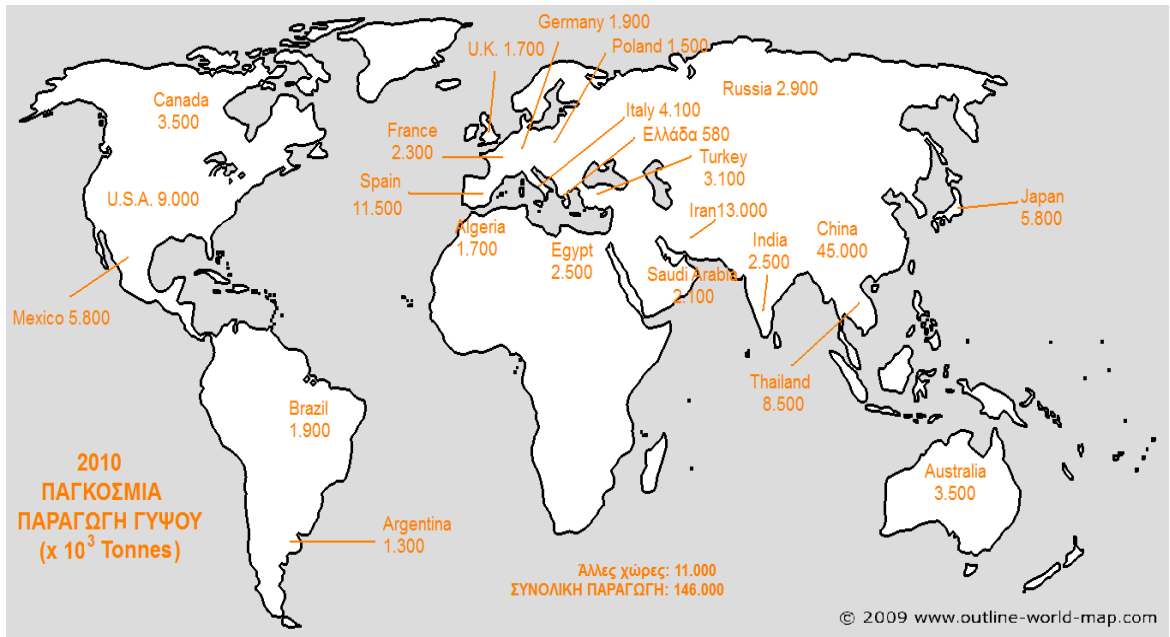 Germany 1.900
U.K. 1.700
Poland 1.500
Russia 2.900
Canada
3.500
Italy 4.100
Ελλάδα 580
France
2.300
Turkey
3.100
Spain
11.500
U.S.A. 9.000
Japan
5.800
Iran13.000
Algeria
1.700
Egypt
2.500
India
2.500
China
45.000
Saudi Arabia
2.100
Mexico 5.800
Thailand
8.500
Brazil
1.900
Australia
3.500
2010
ΠΑΓΚΟΣΜΙΑ
ΠΑΡΑΓΩΓΗ ΓΥΨΟΥ
(x 10³ Tonnes)
Argentina
1.300
Άλλες χώρες: 11.000
ΣΥΝΟΛΙΚΗ ΠΑΡΑΓΩΓΗ: 146.000
© 2009 www.outline-world-map.com